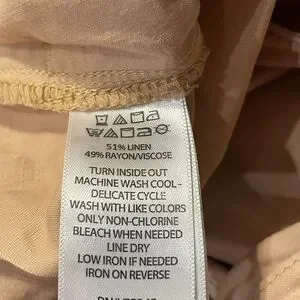 51% LINEN
49% RAYON/VISCOSE
TURN INSIDE OUT
MACHINE WASH COOL-
DELICATE CYCLE
WASH WITH LIKE COLORS
ONLY NON-CHLORINE
BLEACH WHEN NEEDED
LINE DRY
LOW IRON IF NEEDED
IRON ON REVERSE